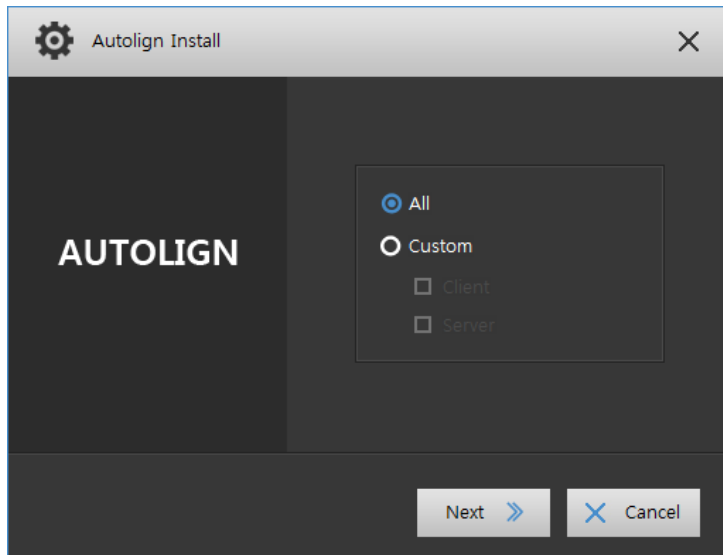 Autolign Install
AUTOLIGN
All
Custom
Client
Server
Next
Cancel